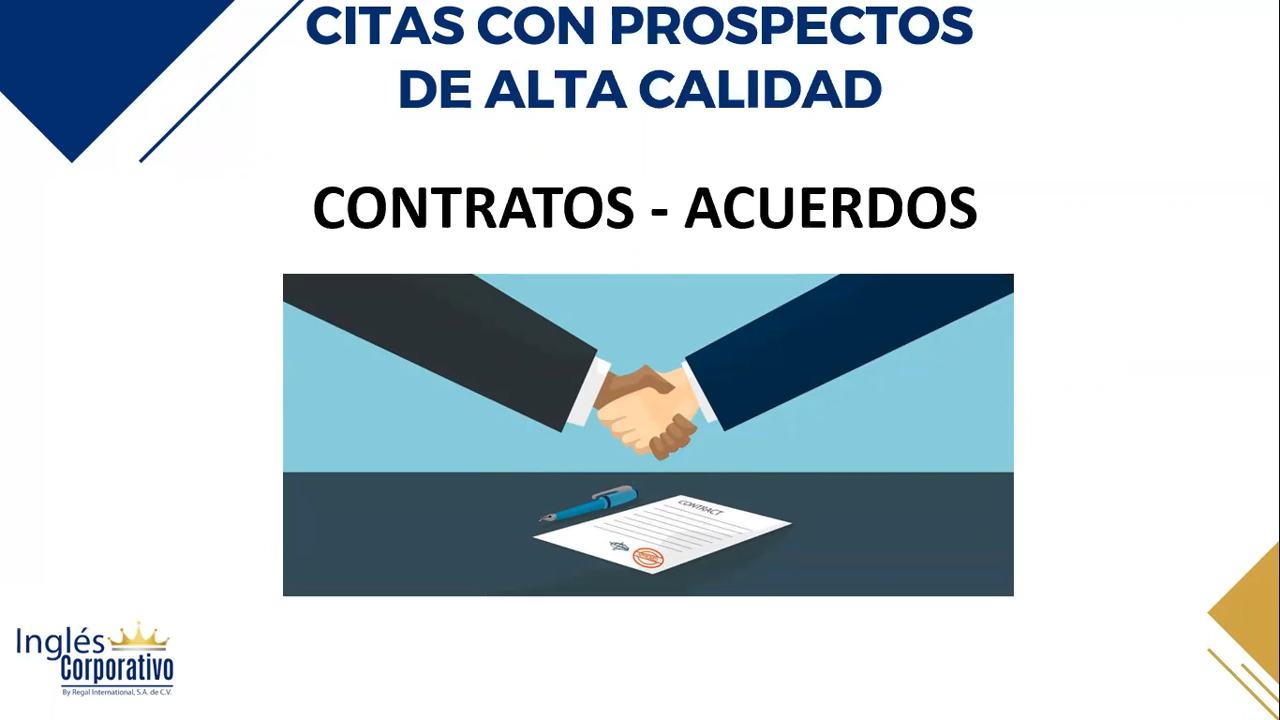 CITAS CON PROSPECTOS
DE ALTA CALIDAD
CONTRATOS - ACUERDOS
CONTRACT
Inglés
Corporativo
By Regal International, S.A. de C.V.